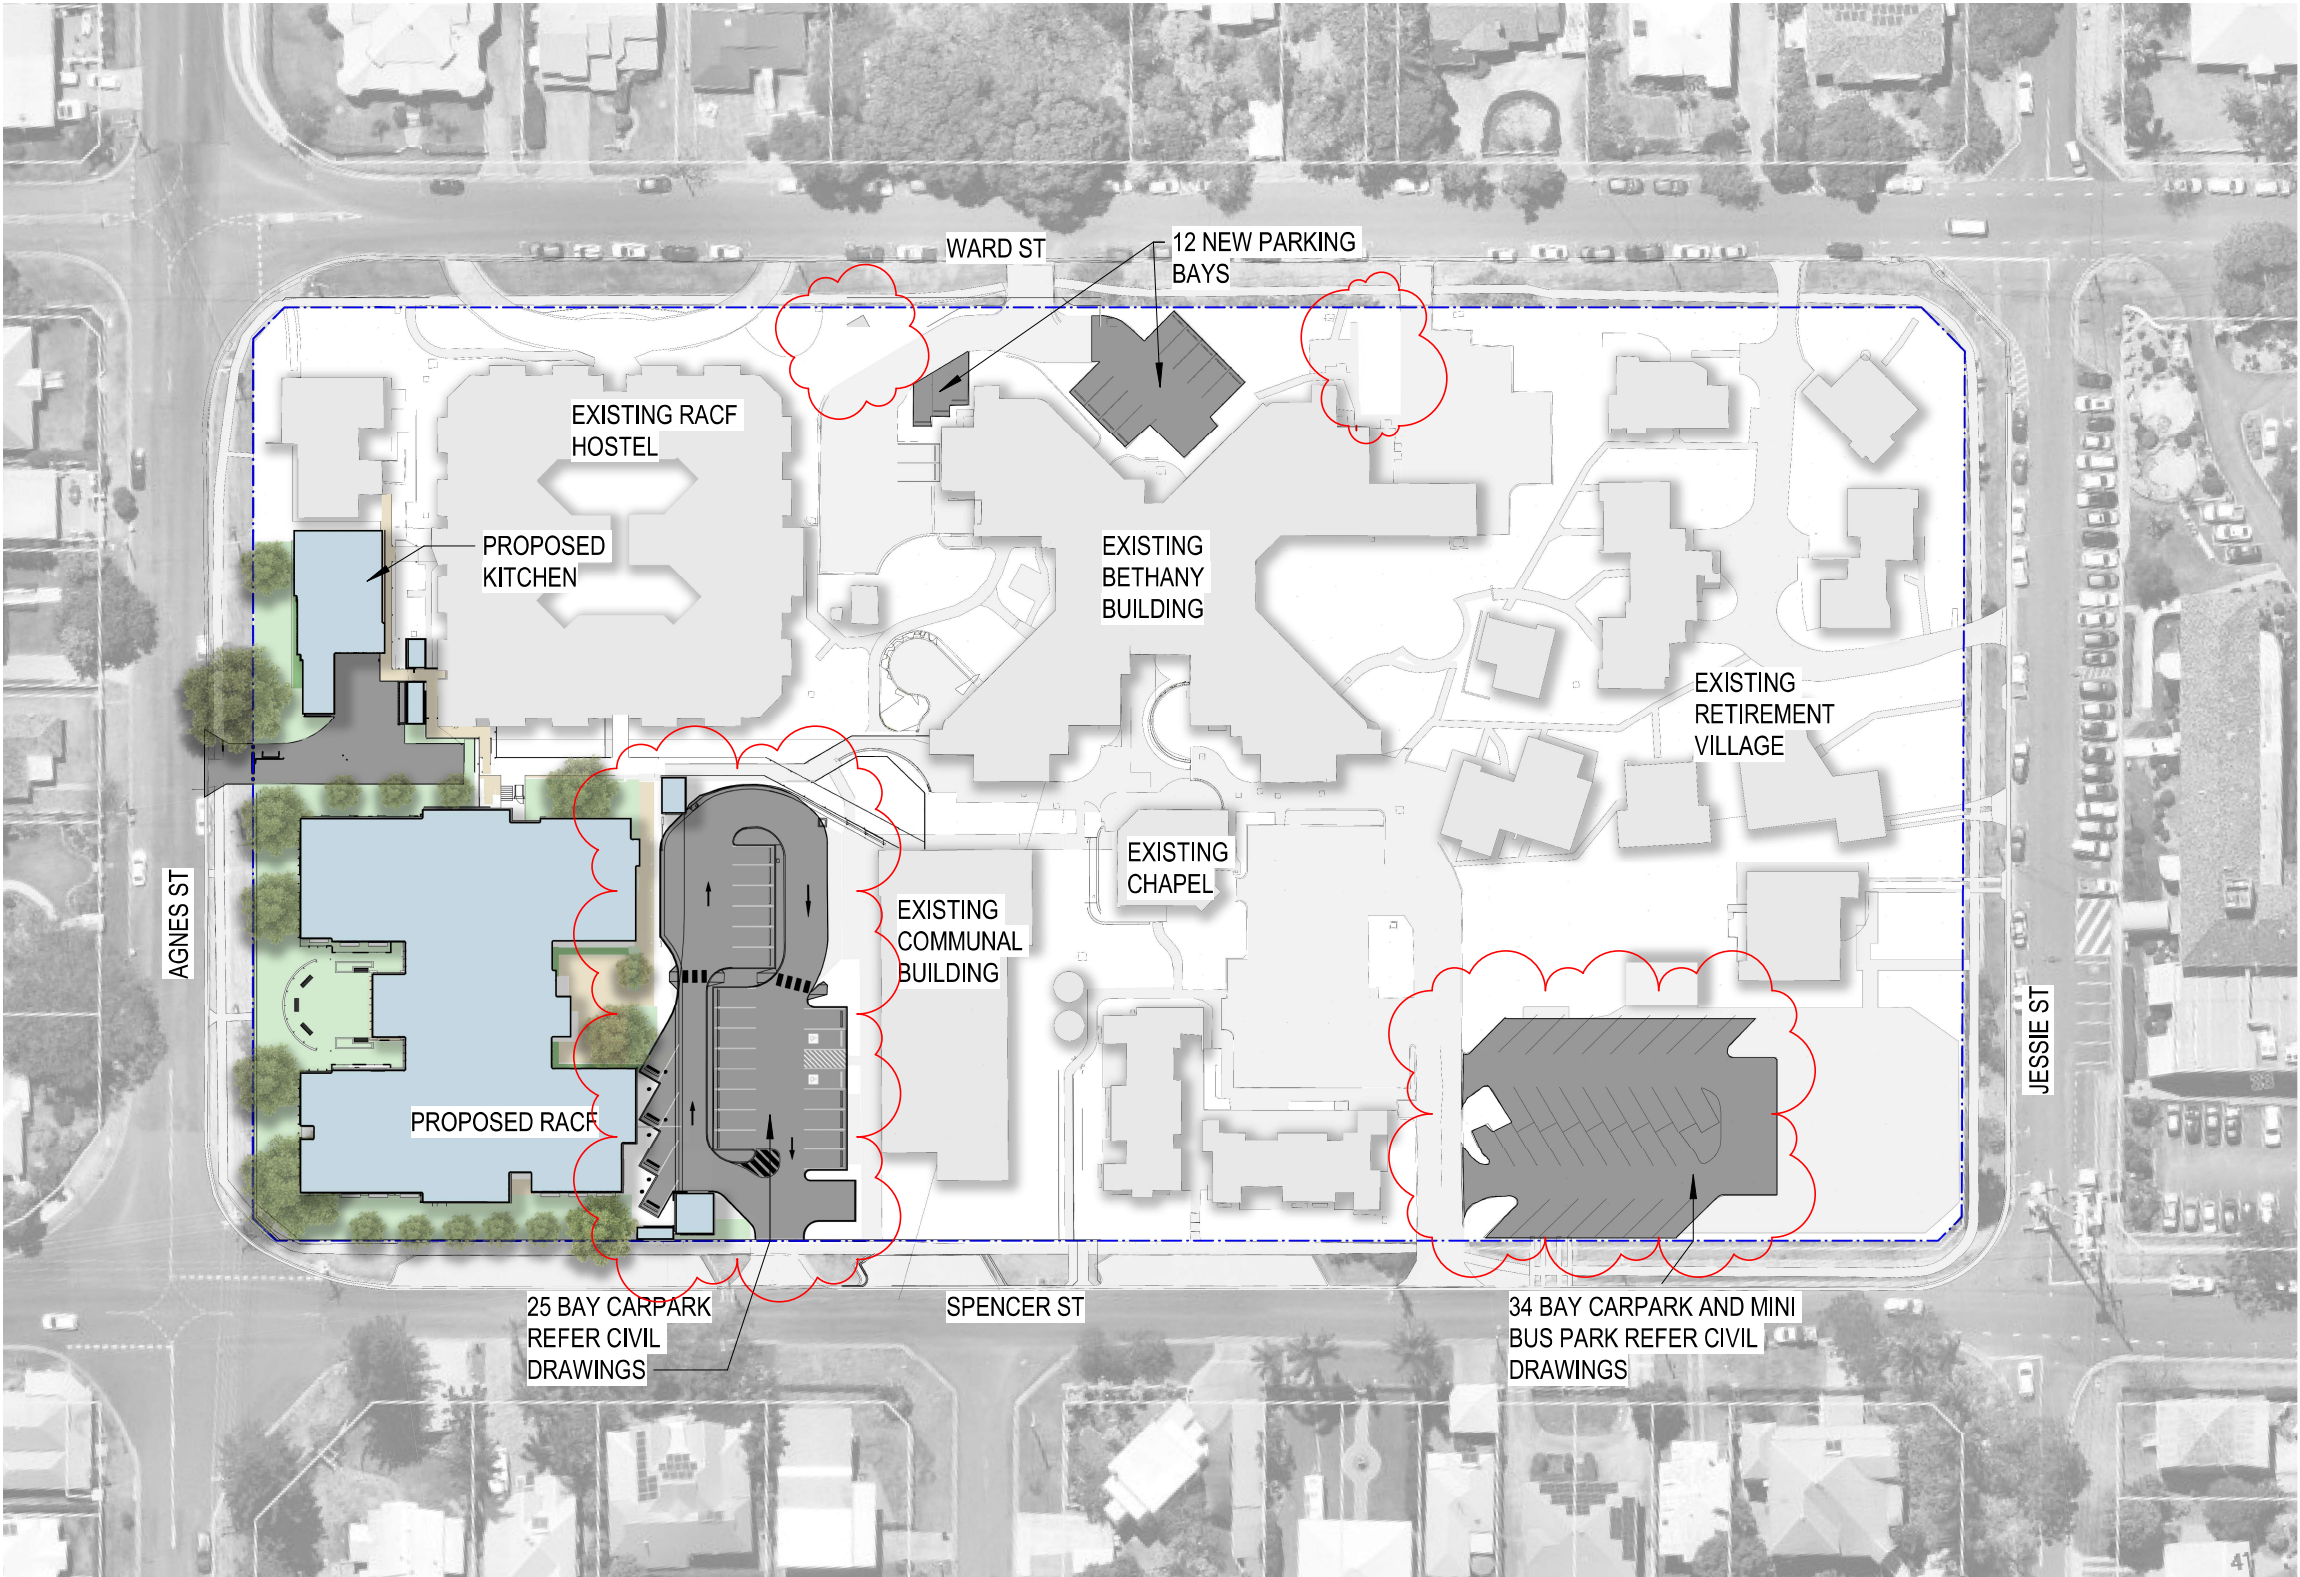 WARD ST
12 NEW PARKING
BAYS
EXISTING RACF
HOSTEL
PROPOSED
KITCHEN
EXISTING
BETHANY
BUILDING
EXISTING
RETIREMENT
VILLAGE
EXISTING
CHAPEL
AGNES ST
EXISTING
COMMUNAL
BUILDING
JESSIE ST
PROPOSED RACF
25 BAY CARPARK
REFER CIVIL
DRAWINGS
SPENCER ST
34 BAY CARPARK AND MINI
BUS PARK REFER CIVIL
DRAWINGS
41